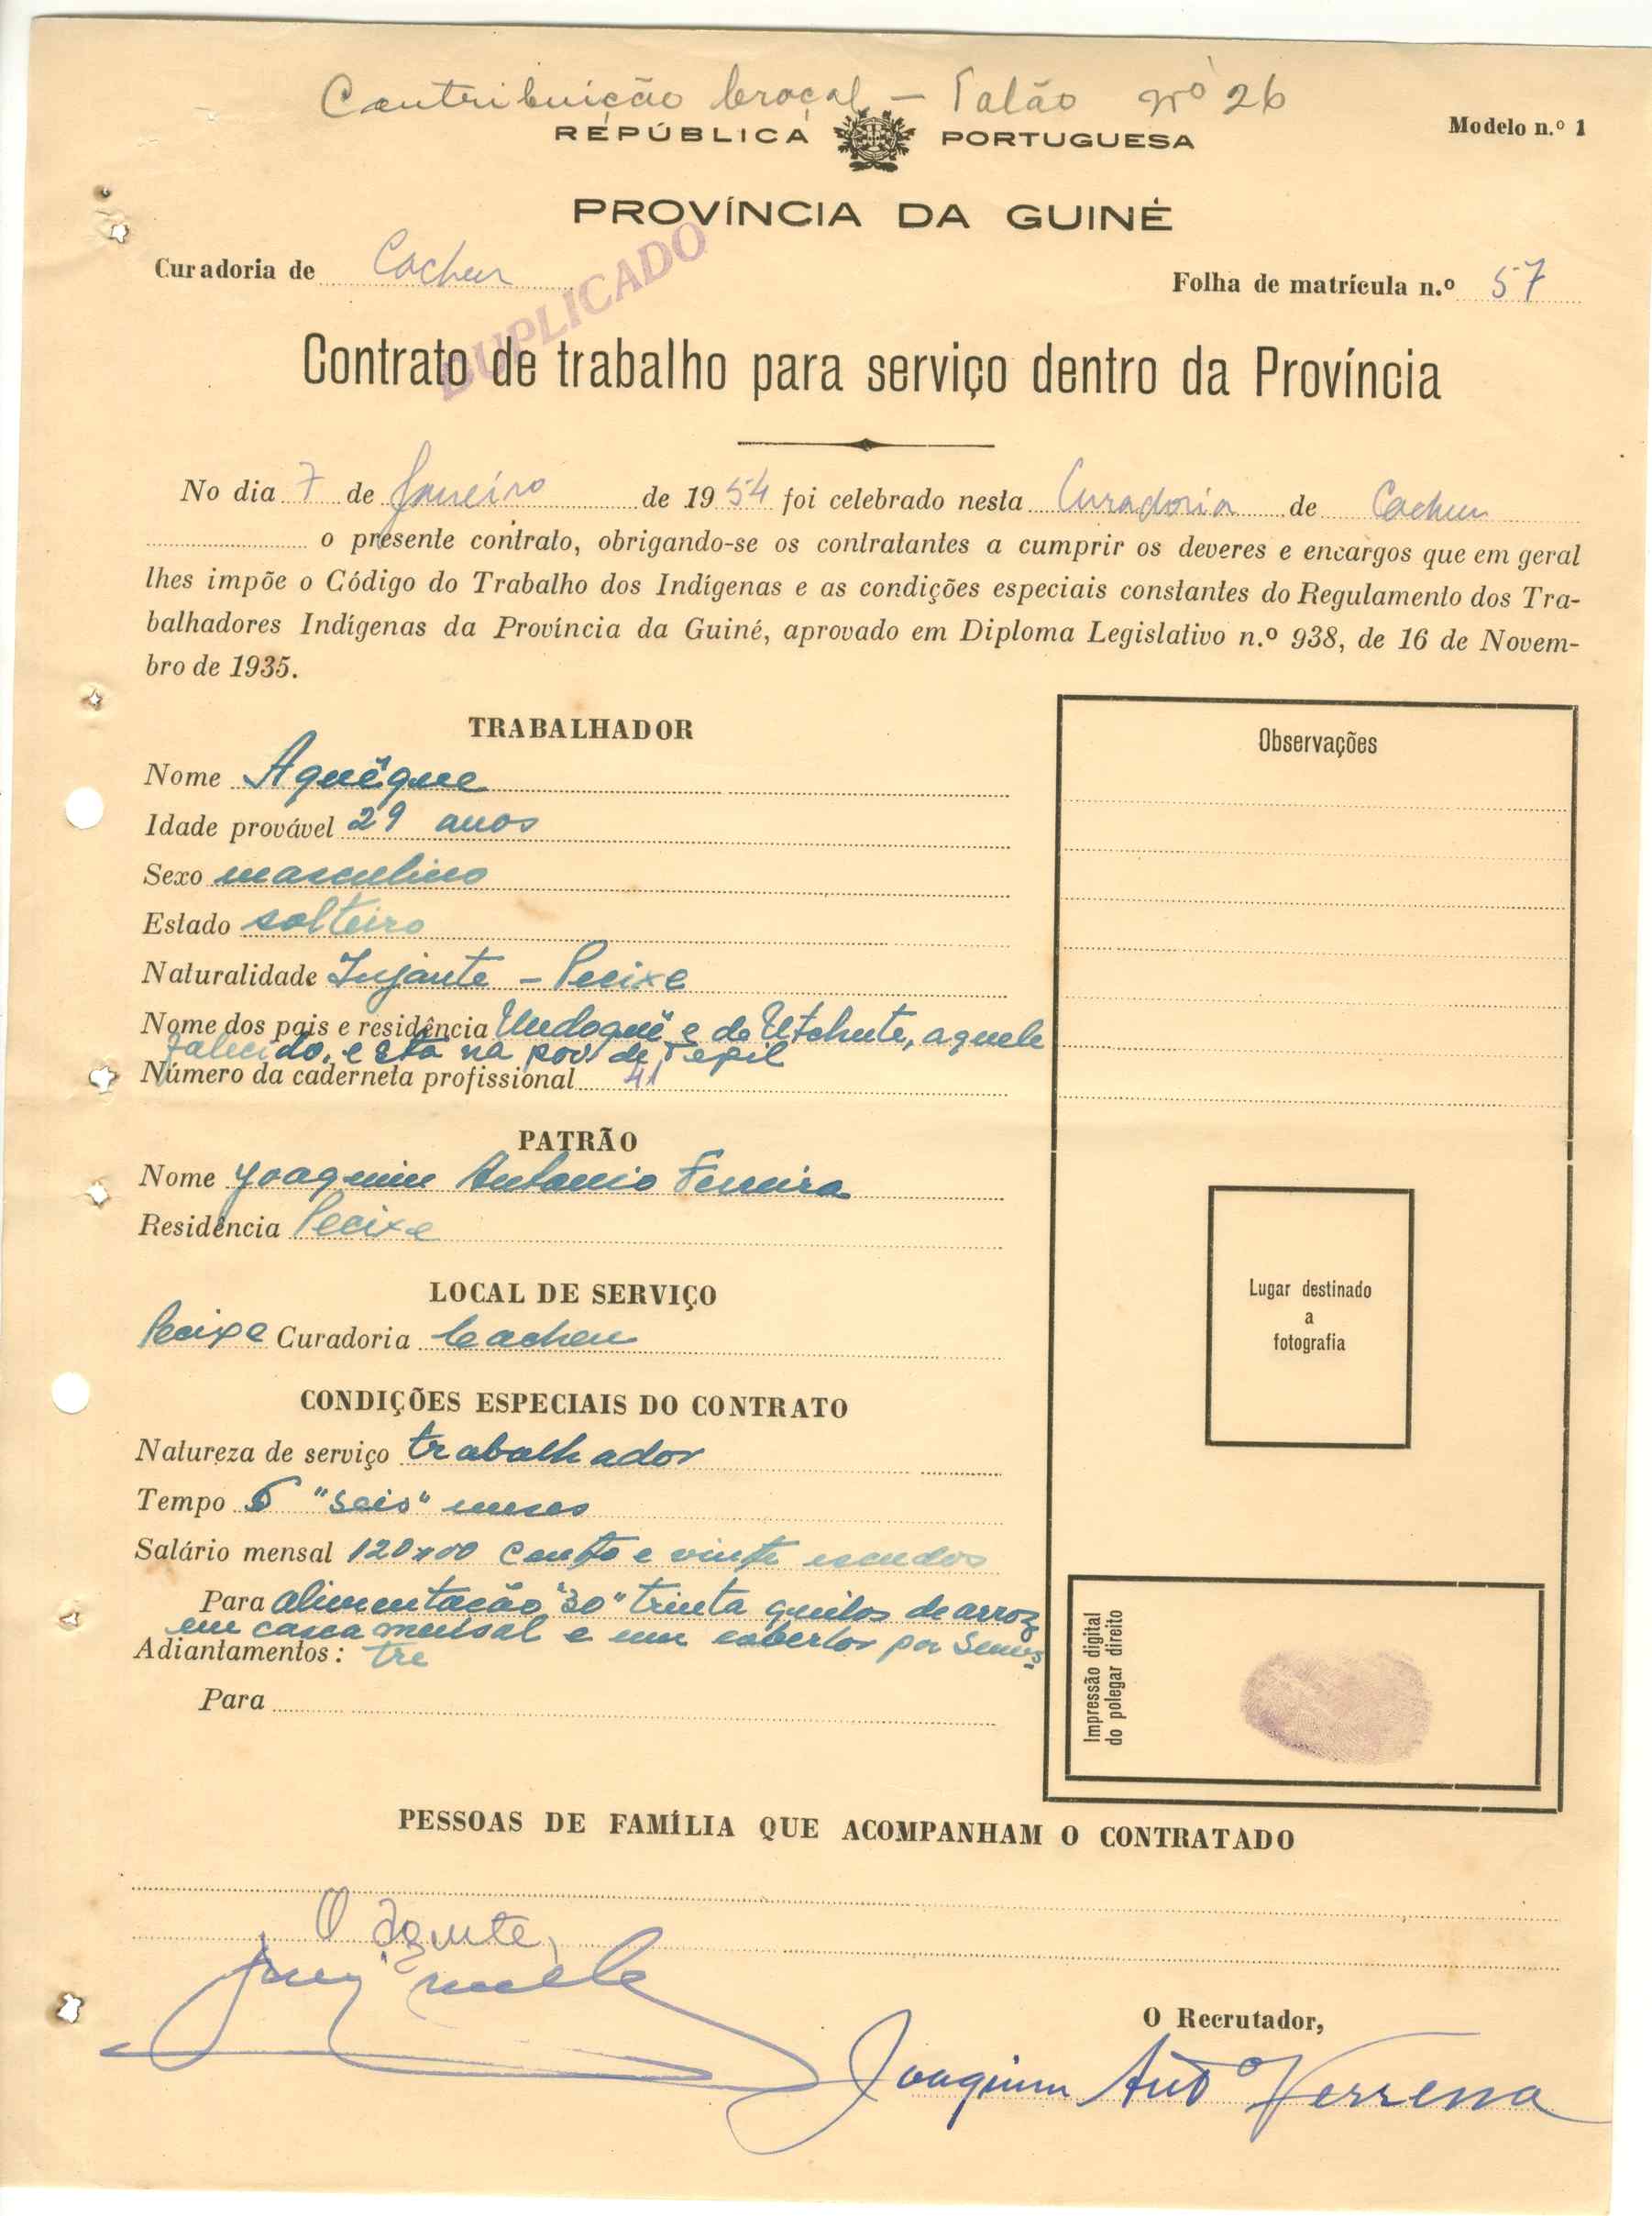 Contribuição braçal – Talão nº 26
REPÚBLICA PORTUGUESA
Modelo n.º 1
PROVÍNCIA DA GUINÉ
DUPLICADO
Curadoria de Cacheu
Folha de matrícula n.º 57
Contrato de trabalho para serviço dentro da Província
No dia 7 de Janeiro de 1954 foi celebrado nesta Curadoria de Cacheu
o presente contrato, obrigando-se os contratantes a cumprir os deveres e encargos que em geral
lhes impõe o Código do Trabalho dos Indígenas e as condições especiais constantes do Regulamento dos Tra-
balhadores Indígenas da Província da Guiné, aprovado em Diploma Legislativo n.º 938, de 16 de Novem-
bro de 1935.
TRABALHADOR
Nome Aquêque
Idade provável 29 anos
Sexo masculino
Estado solteiro
Naturalidade Jujante – Pecixe
Nome dos pais e residência e de Utchute, aquele
falecido, e esta na pov. de Tepil
Número da caderneta profissional 41
PATRÃO
Nome Joaquim Antonio Ferreira
Residência Pecixe
LOCAL DE SERVIÇO
Pecixe Curadoria Cacheu
CONDIÇÕES ESPECIAIS DO CONTRATO
Natureza de serviço trabalhador
Tempo 6 "seis" meses
Salário mensal 120$00 cento e vinte escudos
Para alimentação "30" trinta quilos de arroz
em casca mensal e um cobertor por semes-
Adiantamentos: tre
Para
Observações
Lugar destinado
a
fotografia
Impressão digital
do polegar direito
PESSOAS DE FAMÍLIA QUE ACOMPANHAM O CONTRATADO
O Agente,
O Recrutador,
Joaquim Antº Ferreira